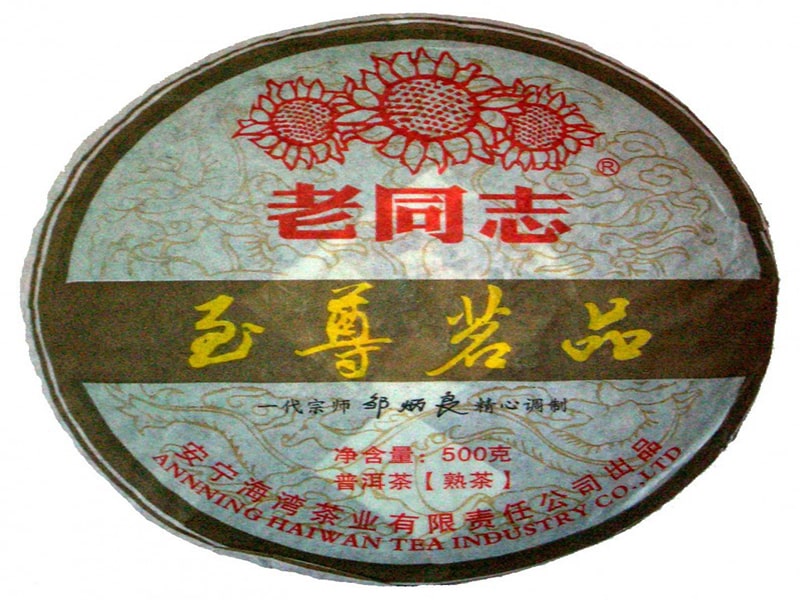 ®
老同志
至尊茗品
一代宗师 邹炳良 精心调制
净含量：500克
普洱茶【熟茶】
安宁海湾茶业有限责任公司出品
ANNNING HAIWAN TEA INDUSTRY CO.,LTD